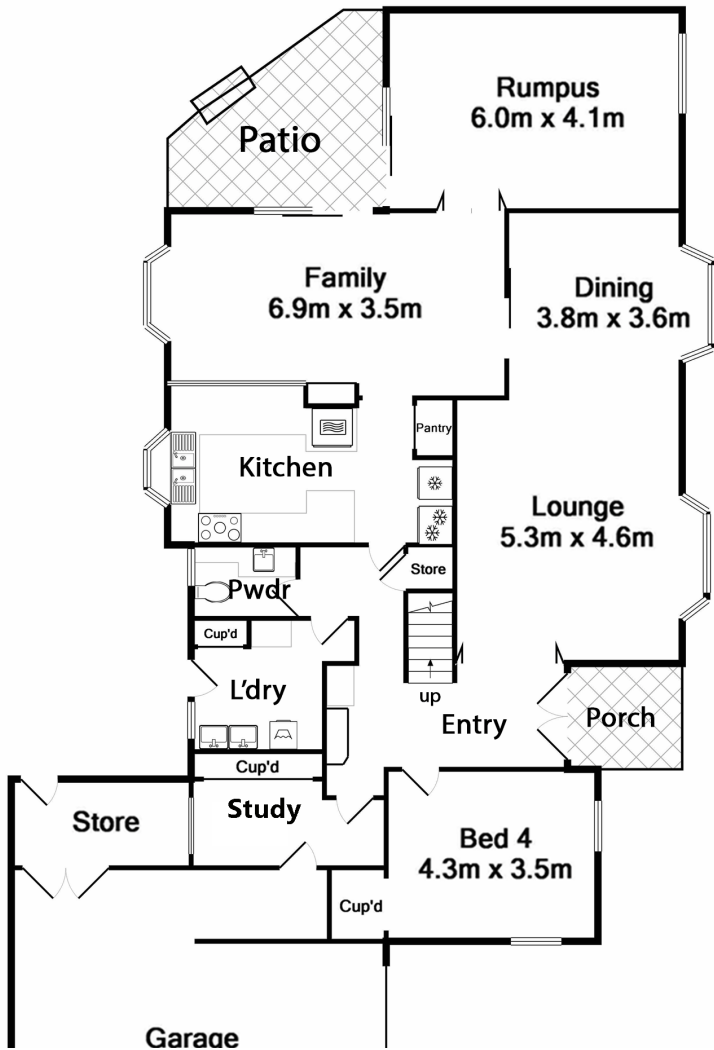 Rumpus
6.0m x 4.1m
Patio
Family
6.9m x 3.5m
Dining
3.8m x 3.6m
Pantry
Kitchen
Lounge
5.3m x 4.6m
Store
Pwdr
Cup'd
L'dry
up
Entry
Porch
Cup'd
Study
Store
Bed 4
4.3m x 3.5m
Cup'd
Garage